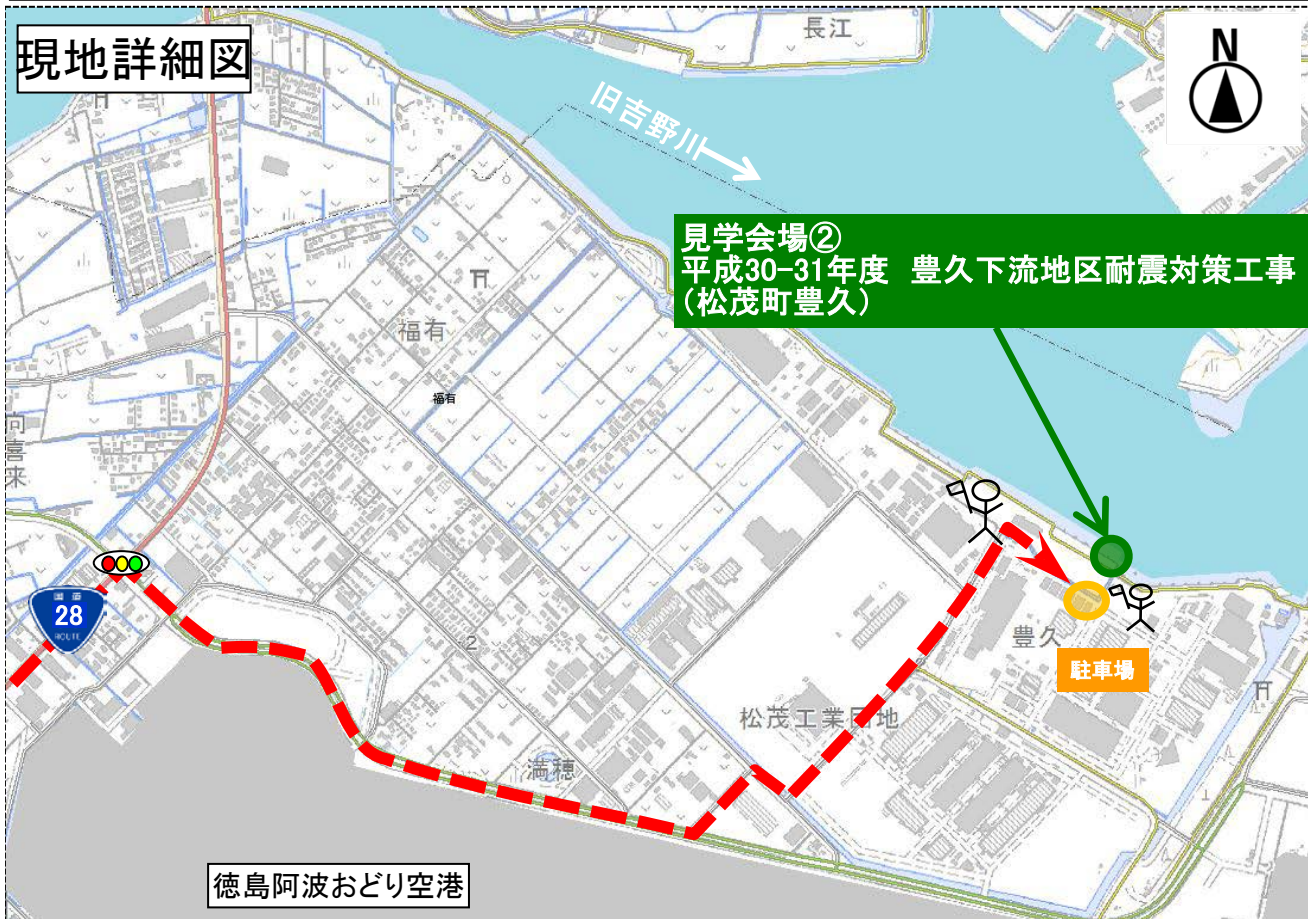 現地詳細図
長江
N
旧吉野川
見学会場②
平成30-31年度 豊久下流地区耐震対策工事
(松茂町豊久)
福有
福有
向喜来
国道
28
ROUTE
2
豊久
駐車場
松茂工業団地
満穂
徳島阿波おどり空港